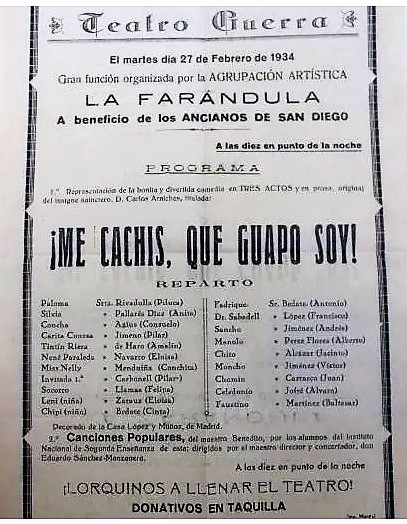 Teatro Guerra
El martes día 27 de Febrero de 1934
Gran función organizada por la AGRUPACIÓN ARTÍSTICA
LA FARÁNDULA
A beneficio de los ANCIANOS DE SAN DIEGO
A las diez en punto de la noche
PROGRAMA
1.º Representación de la bonita y divertida comedia en TRES ACTOS y en prosa, original
del insigne sainetero, D. Carlos Arniches, titulada:
¡ME CACHIS, QUE GUAPO SOY!
REPARTO
Paloma Srta. Rivadulla (Piluca)
Silvia » Pallarés Díaz (Anita)
Concha » Agius (Consuelo)
Carita Conesa » Jimeno (Pilar)
Tintín Riera » de Haro (Amalín)
René Paraleda » Navarro (Eloisa)
Miss Nelly » Menduiña (Conchita)
Invitada 1.ª » Carbonell (Pilar)
Socorro » Llamas (Felipa)
Leni (niña) » Zarauz (Eloisa)
Chipi (niña) » Brdote (Cinta)
Fadrique Sr. Bedate (Antonio)
Dr. Sabadell » López (Francisco)
Sancho » Jiménez (Andrés)
Manolo » Perez Flores (Alberto)
Chito » Alcázar (Jacinto)
Moncho » Jiménez (Víctor)
Chomin » Carrasco (Juan)
Celedonio » Jofré (Alvaro)
Faustino » Martínez (Baltasar)
Decorado de la Casa López y Múñoz, de Madrid.
2.º Canciones Populares, del maestro Benedito, por los alumnos del Instituto
Nacional de Segunda Enseñanza de esta; dirigidos por el maestro director y concertador, don
Eduardo Sánchez-Manzanera.
A las diez en punto de la noche
¡LORQUINOS A LLENAR EL TEATRO!
DONATIVOS EN TAQUILLA